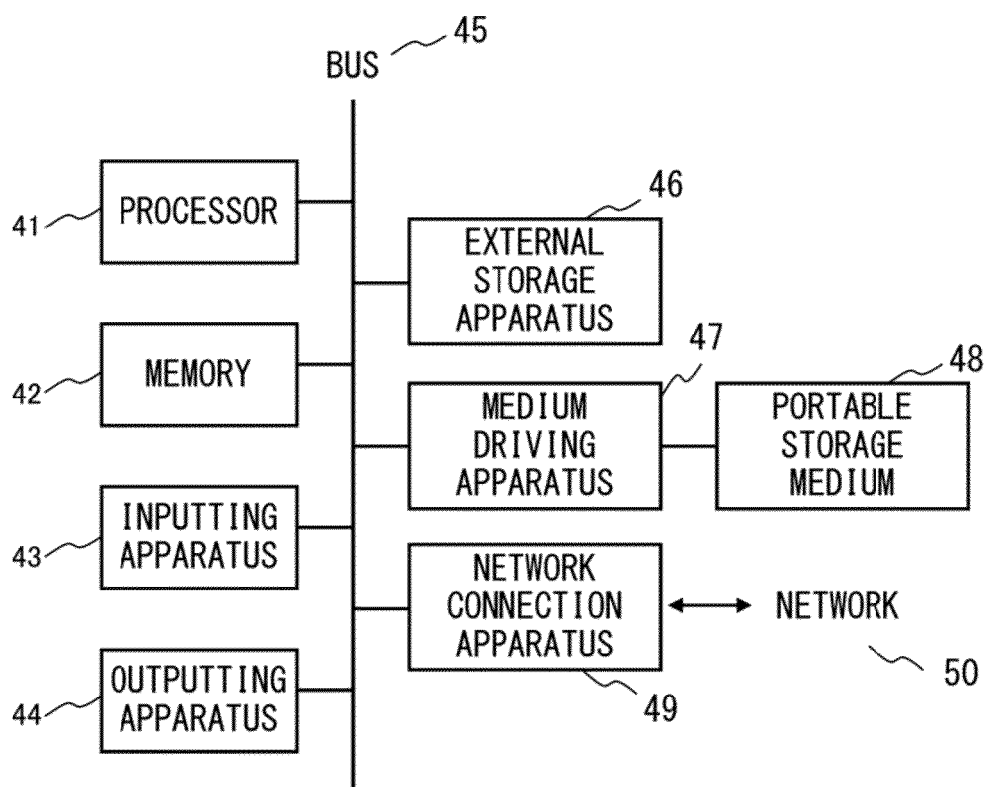 45
BUS
41
PROCESSOR
46
EXTERNAL
STORAGE
APPARATUS
42
MEMORY
47
MEDIUM
DRIVING
APPARATUS
48
PORTABLE
STORAGE
MEDIUM
43
INPUTTING
APPARATUS
NETWORK
CONNECTION
APPARATUS
49
NETWORK
50
44
OUTPUTTING
APPARATUS